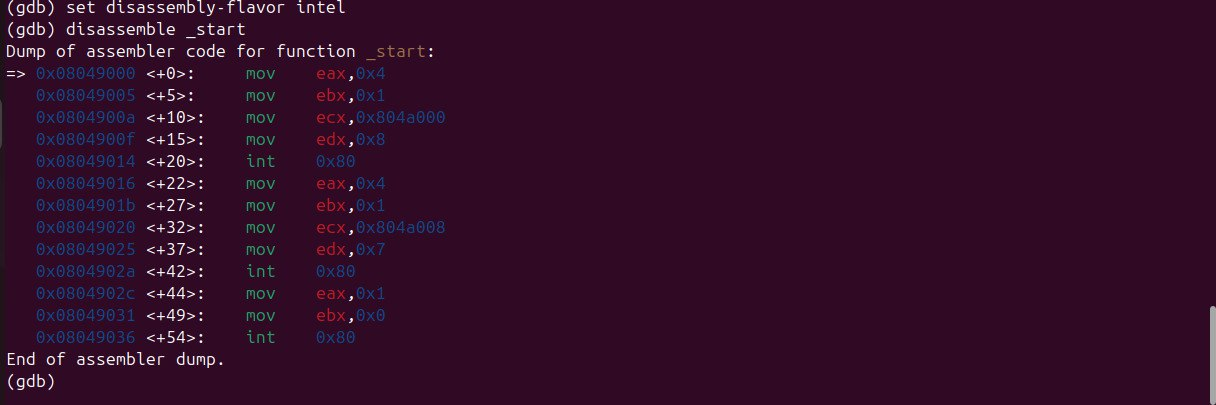 (gdb) set disassembly-flavor intel
(gdb) disassemble _start
Dump of assembler code for function _start:
=> 0x08049000 <+0>:	mov    eax,0x4
   0x08049005 <+5>:	mov    ebx,0x1
   0x0804900a <+10>:	mov    ecx,0x804a000
   0x0804900f <+15>:	mov    edx,0x8
   0x08049014 <+20>:	int    0x80
   0x08049016 <+22>:	mov    eax,0x4
   0x0804901b <+27>:	mov    ebx,0x1
   0x08049020 <+32>:	mov    ecx,0x804a008
   0x08049025 <+37>:	mov    edx,0x7
   0x0804902a <+42>:	int    0x80
   0x0804902c <+44>:	mov    eax,0x1
   0x08049031 <+49>:	mov    ebx,0x0
   0x08049036 <+54>:	int    0x80
End of assembler dump.
(gdb)